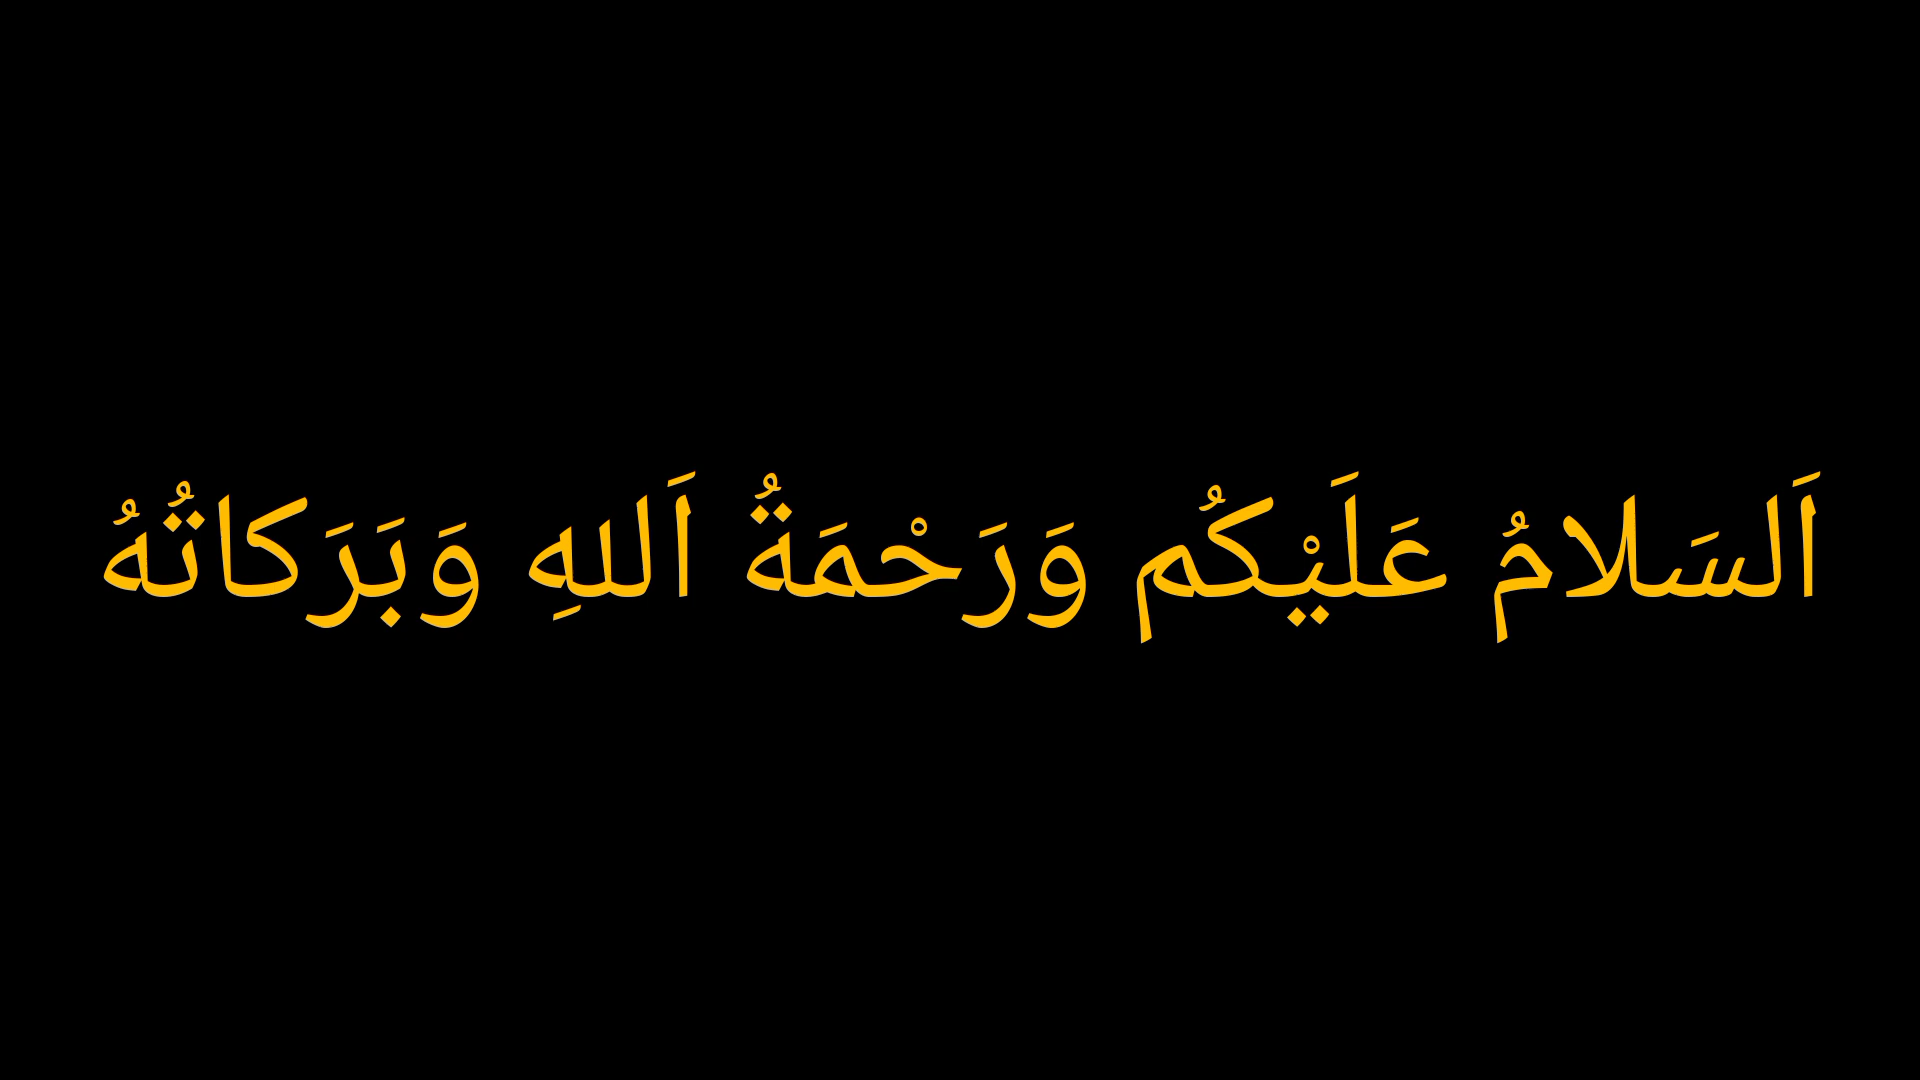 اَلسَلامُ عَلَيْكُم وَرَحْمَةُ اَللهِ وَبَرَكاتُهُ